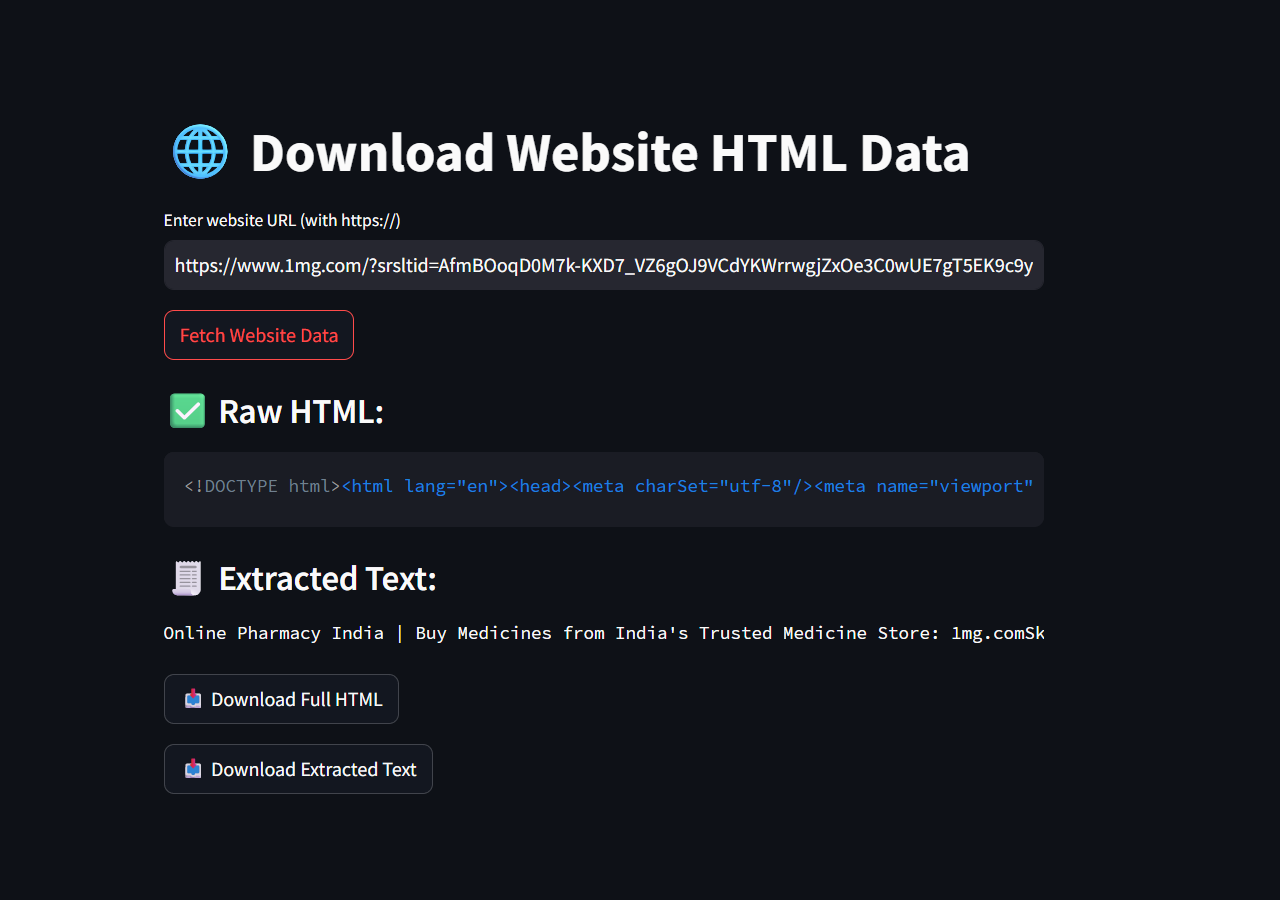 Download Website HTML Data
Enter website URL (with https://)
https://www.1mg.com/?srsltid=AfmBOoqD0M7k-KXD7_VZ6gOJ9VCdYKWrrwgjZxOe3C0wUE7gT5EK9c9y
Fetch Website Data
Raw HTML:
<!DOCTYPE html><html lang="en"><head><meta charSet="utf-8"/><meta name="viewport"
Extracted Text:
Online Pharmacy India | Buy Medicines from India's Trusted Medicine Store: 1mg.comSk
Download Full HTML
Download Extracted Text